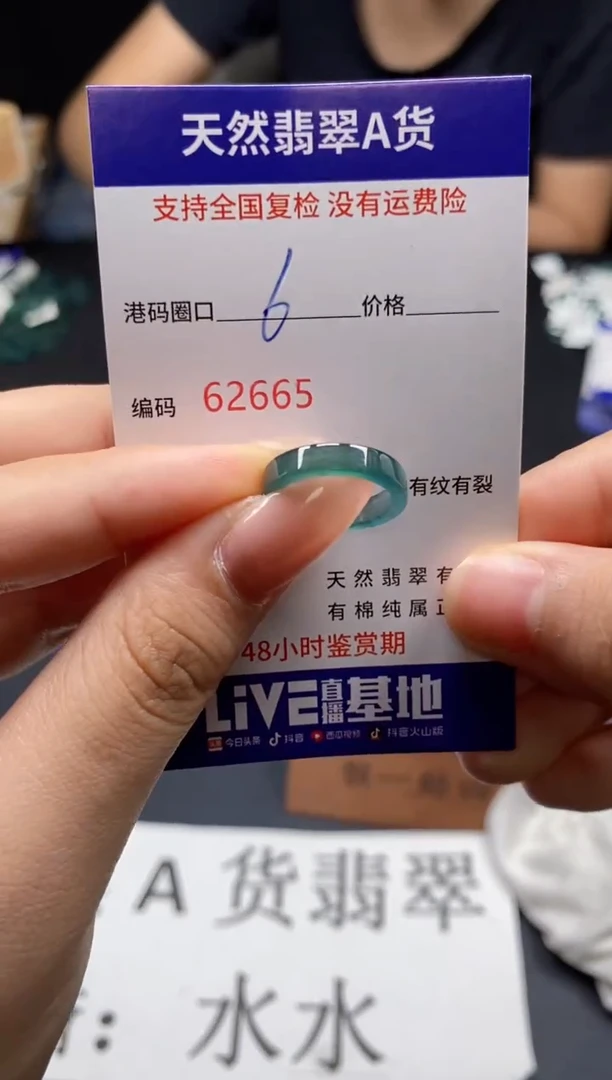 天然翡翠A货
支持全国复检 没有运费险
港码圈口 6 价格
编码 62665
有纹有裂
天然翡翠有
有棉纯属正
48小时鉴赏期
LiVE直播基地
今日头条 抖音 西瓜视频 抖音火山版
A货翡翠
：水水